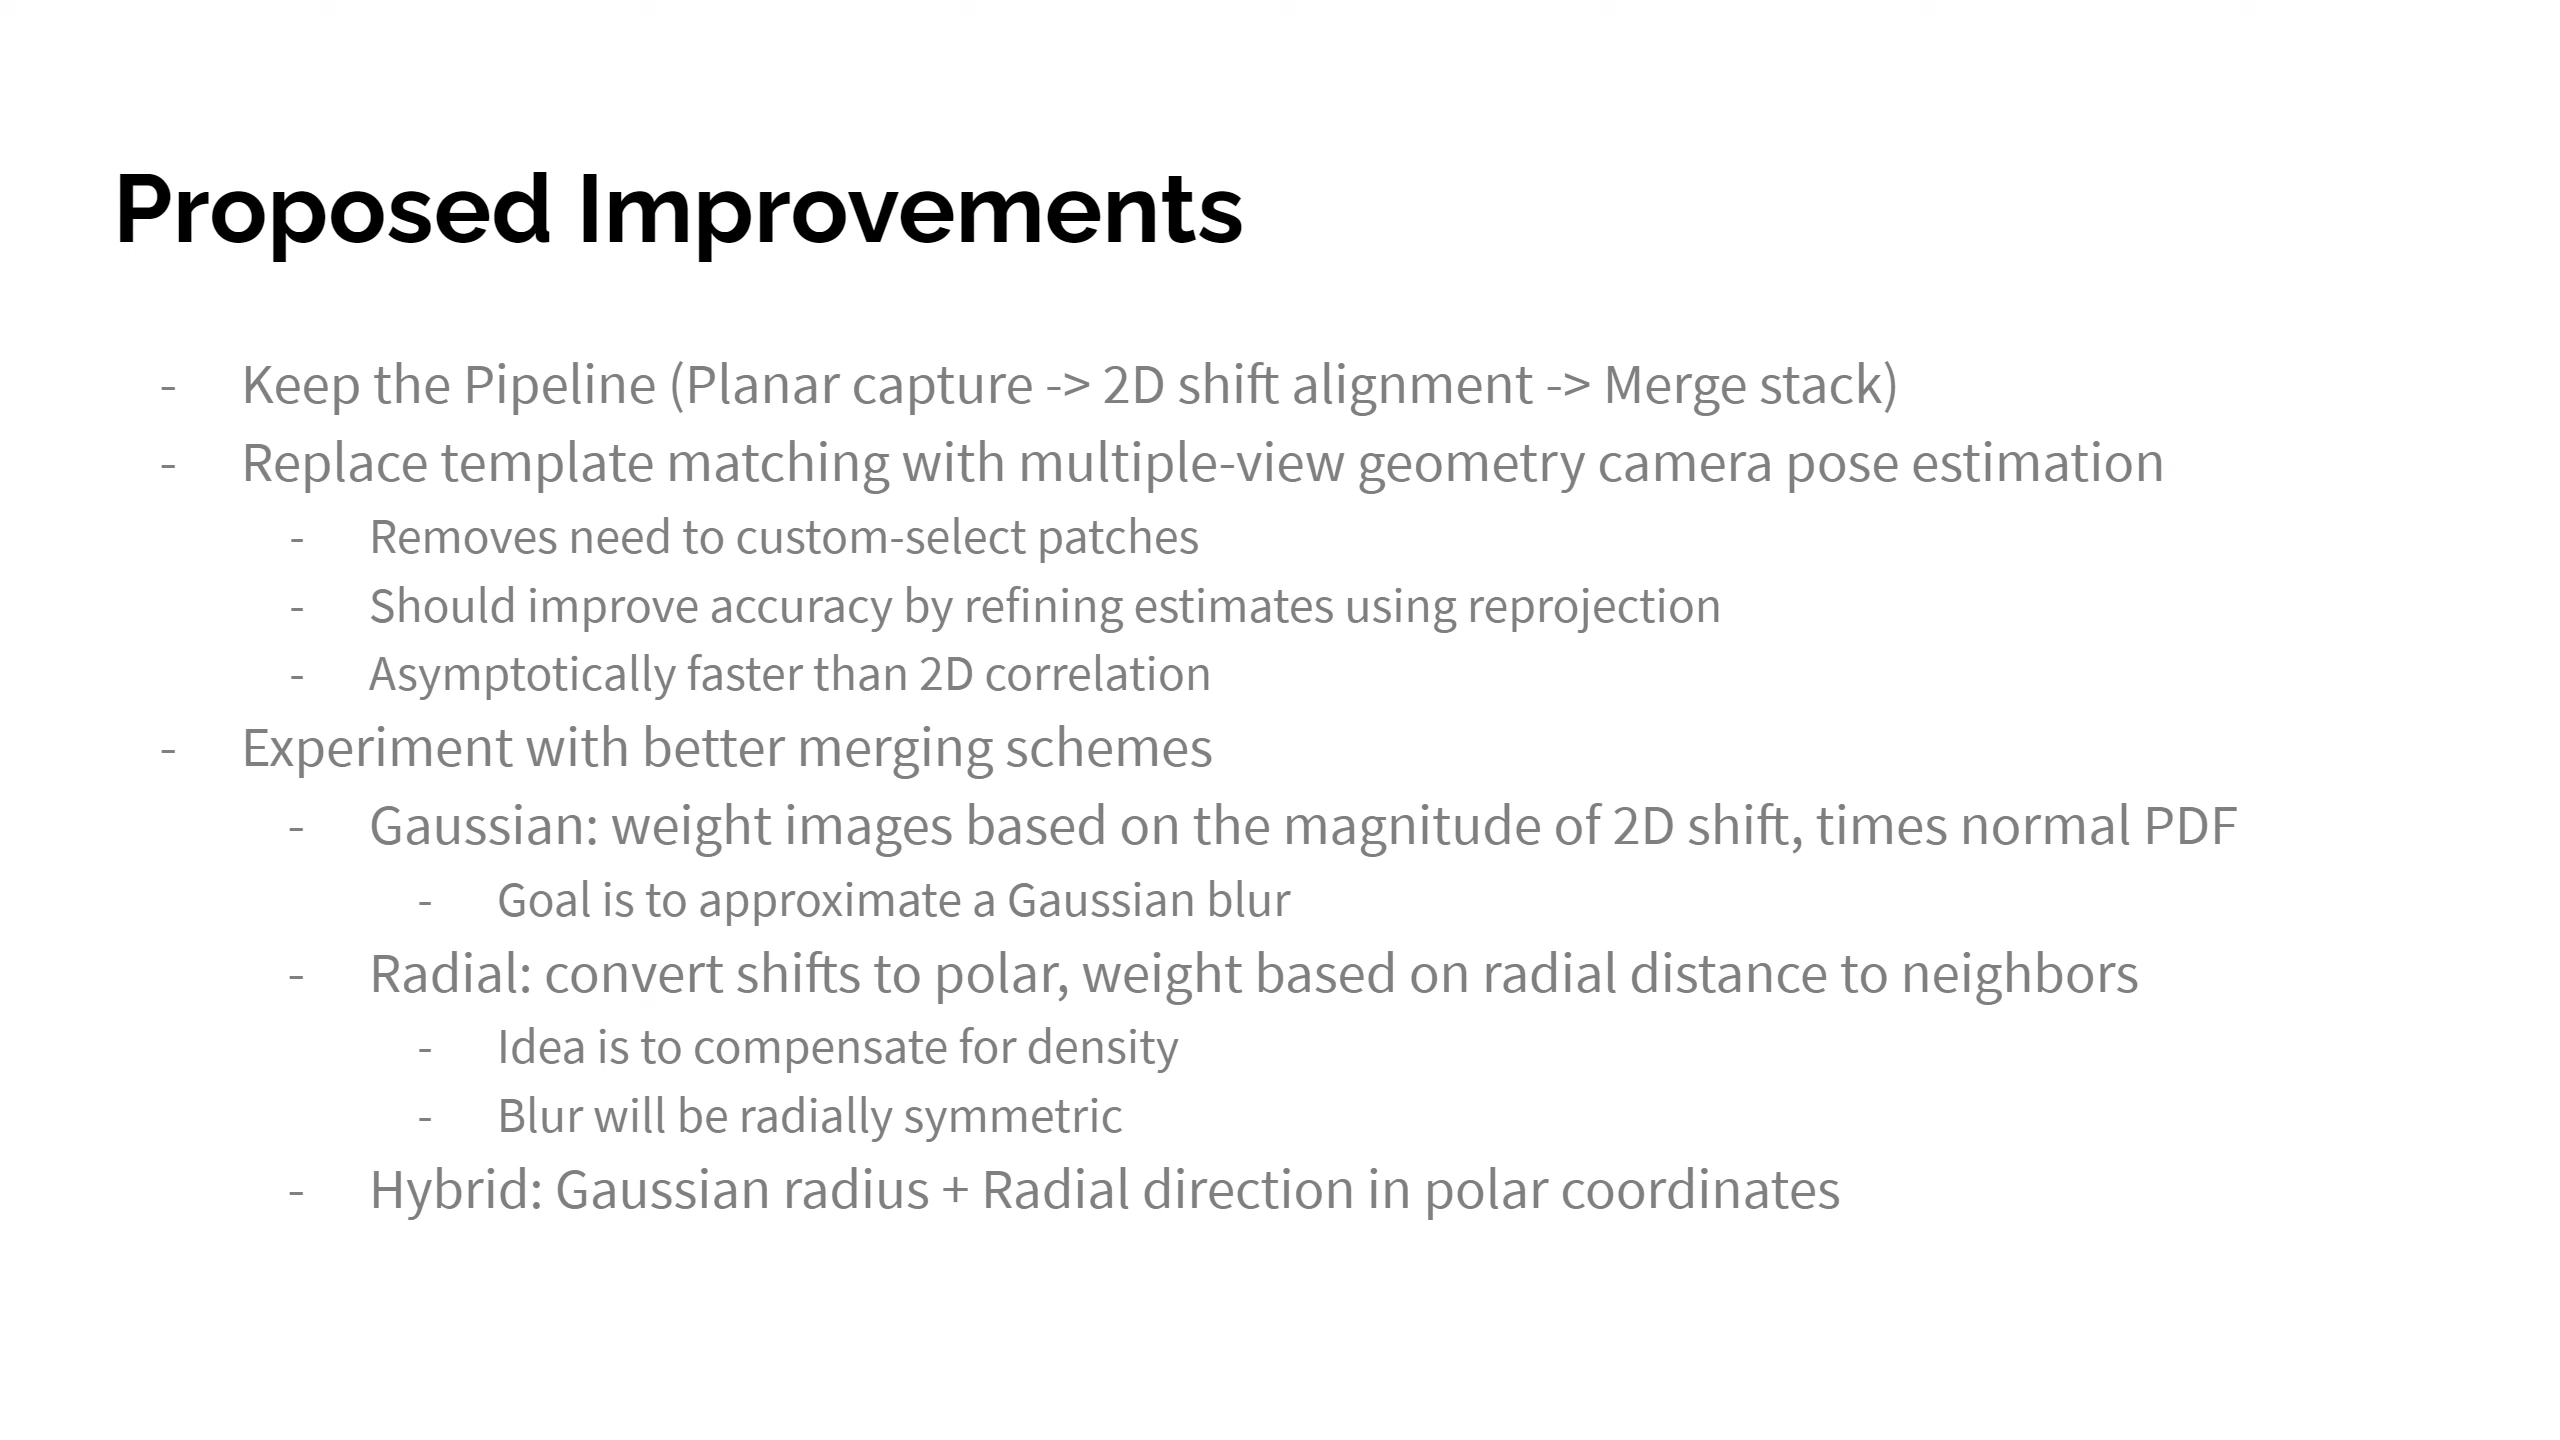 Proposed Improvements
- Keep the Pipeline (Planar capture -> 2D shift alignment -> Merge stack)
- Replace template matching with multiple-view geometry camera pose estimation
- Removes need to custom-select patches
- Should improve accuracy by refining estimates using reprojection
- Asymptotically faster than 2D correlation
- Experiment with better merging schemes
- Gaussian: weight images based on the magnitude of 2D shift, times normal PDF
- Goal is to approximate a Gaussian blur
- Radial: convert shifts to polar, weight based on radial distance to neighbors
- Idea is to compensate for density
- Blur will be radially symmetric
- Hybrid: Gaussian radius + Radial direction in polar coordinates